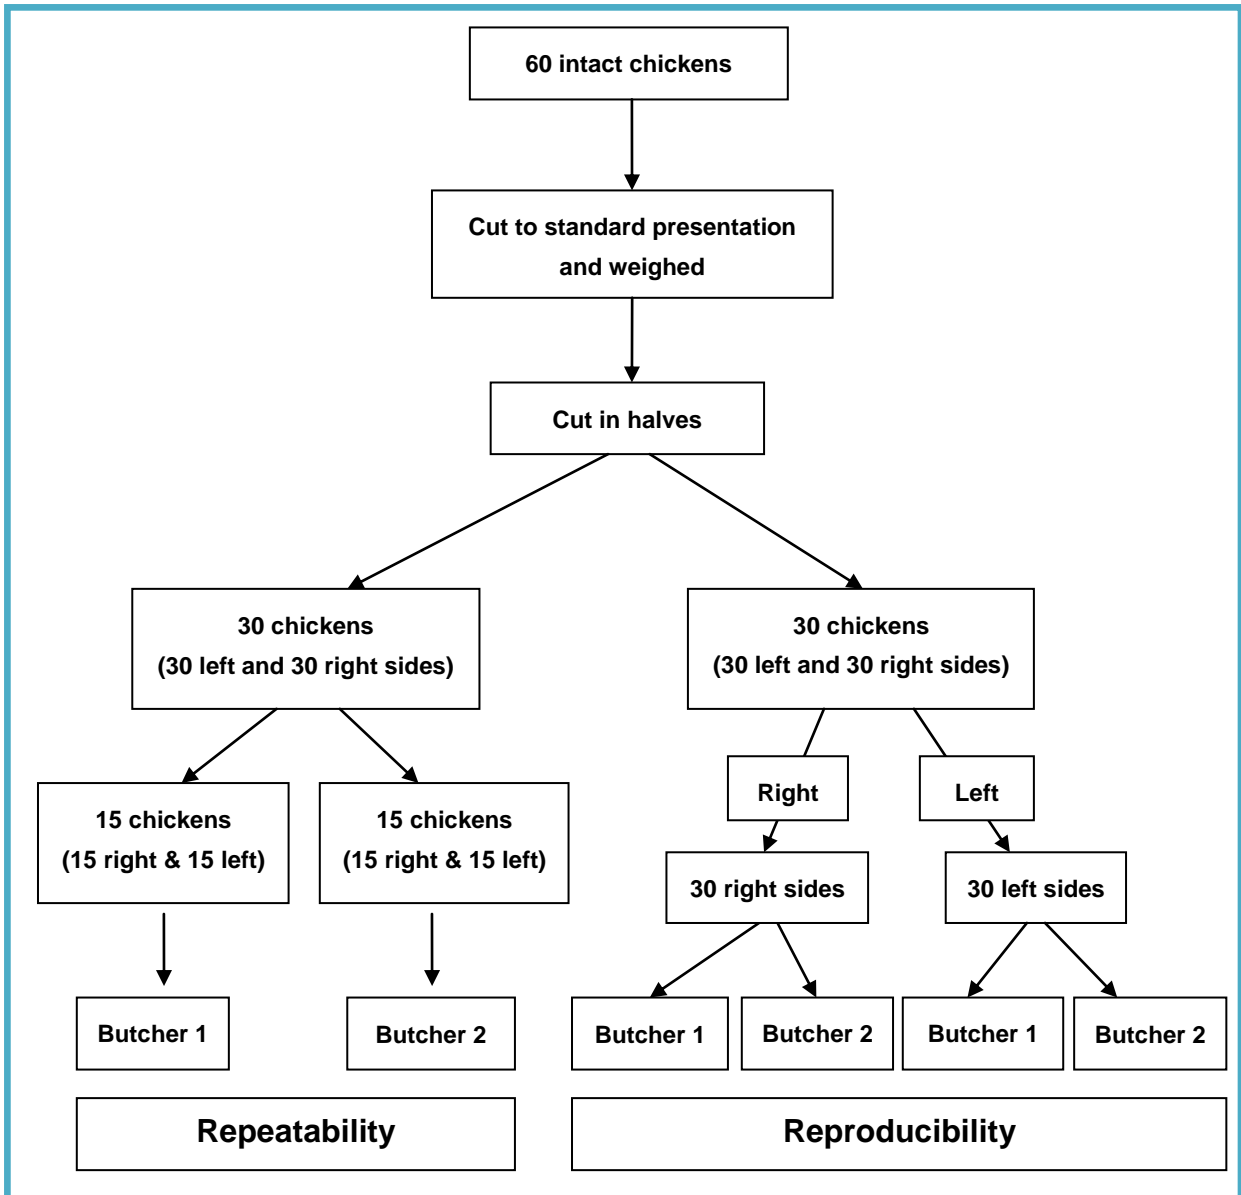 60 intact chickens
Cut to standard presentation
and weighed
Cut in halves
30 chickens
(30 left and 30 right sides)
30 chickens
(30 left and 30 right sides)
15 chickens
(15 right & 15 left)
15 chickens
(15 right & 15 left)
Right
Left
30 right sides
30 left sides
Butcher 1
Butcher 2
Butcher 1
Butcher 2
Butcher 1
Butcher 2
Repeatability
Reproducibility